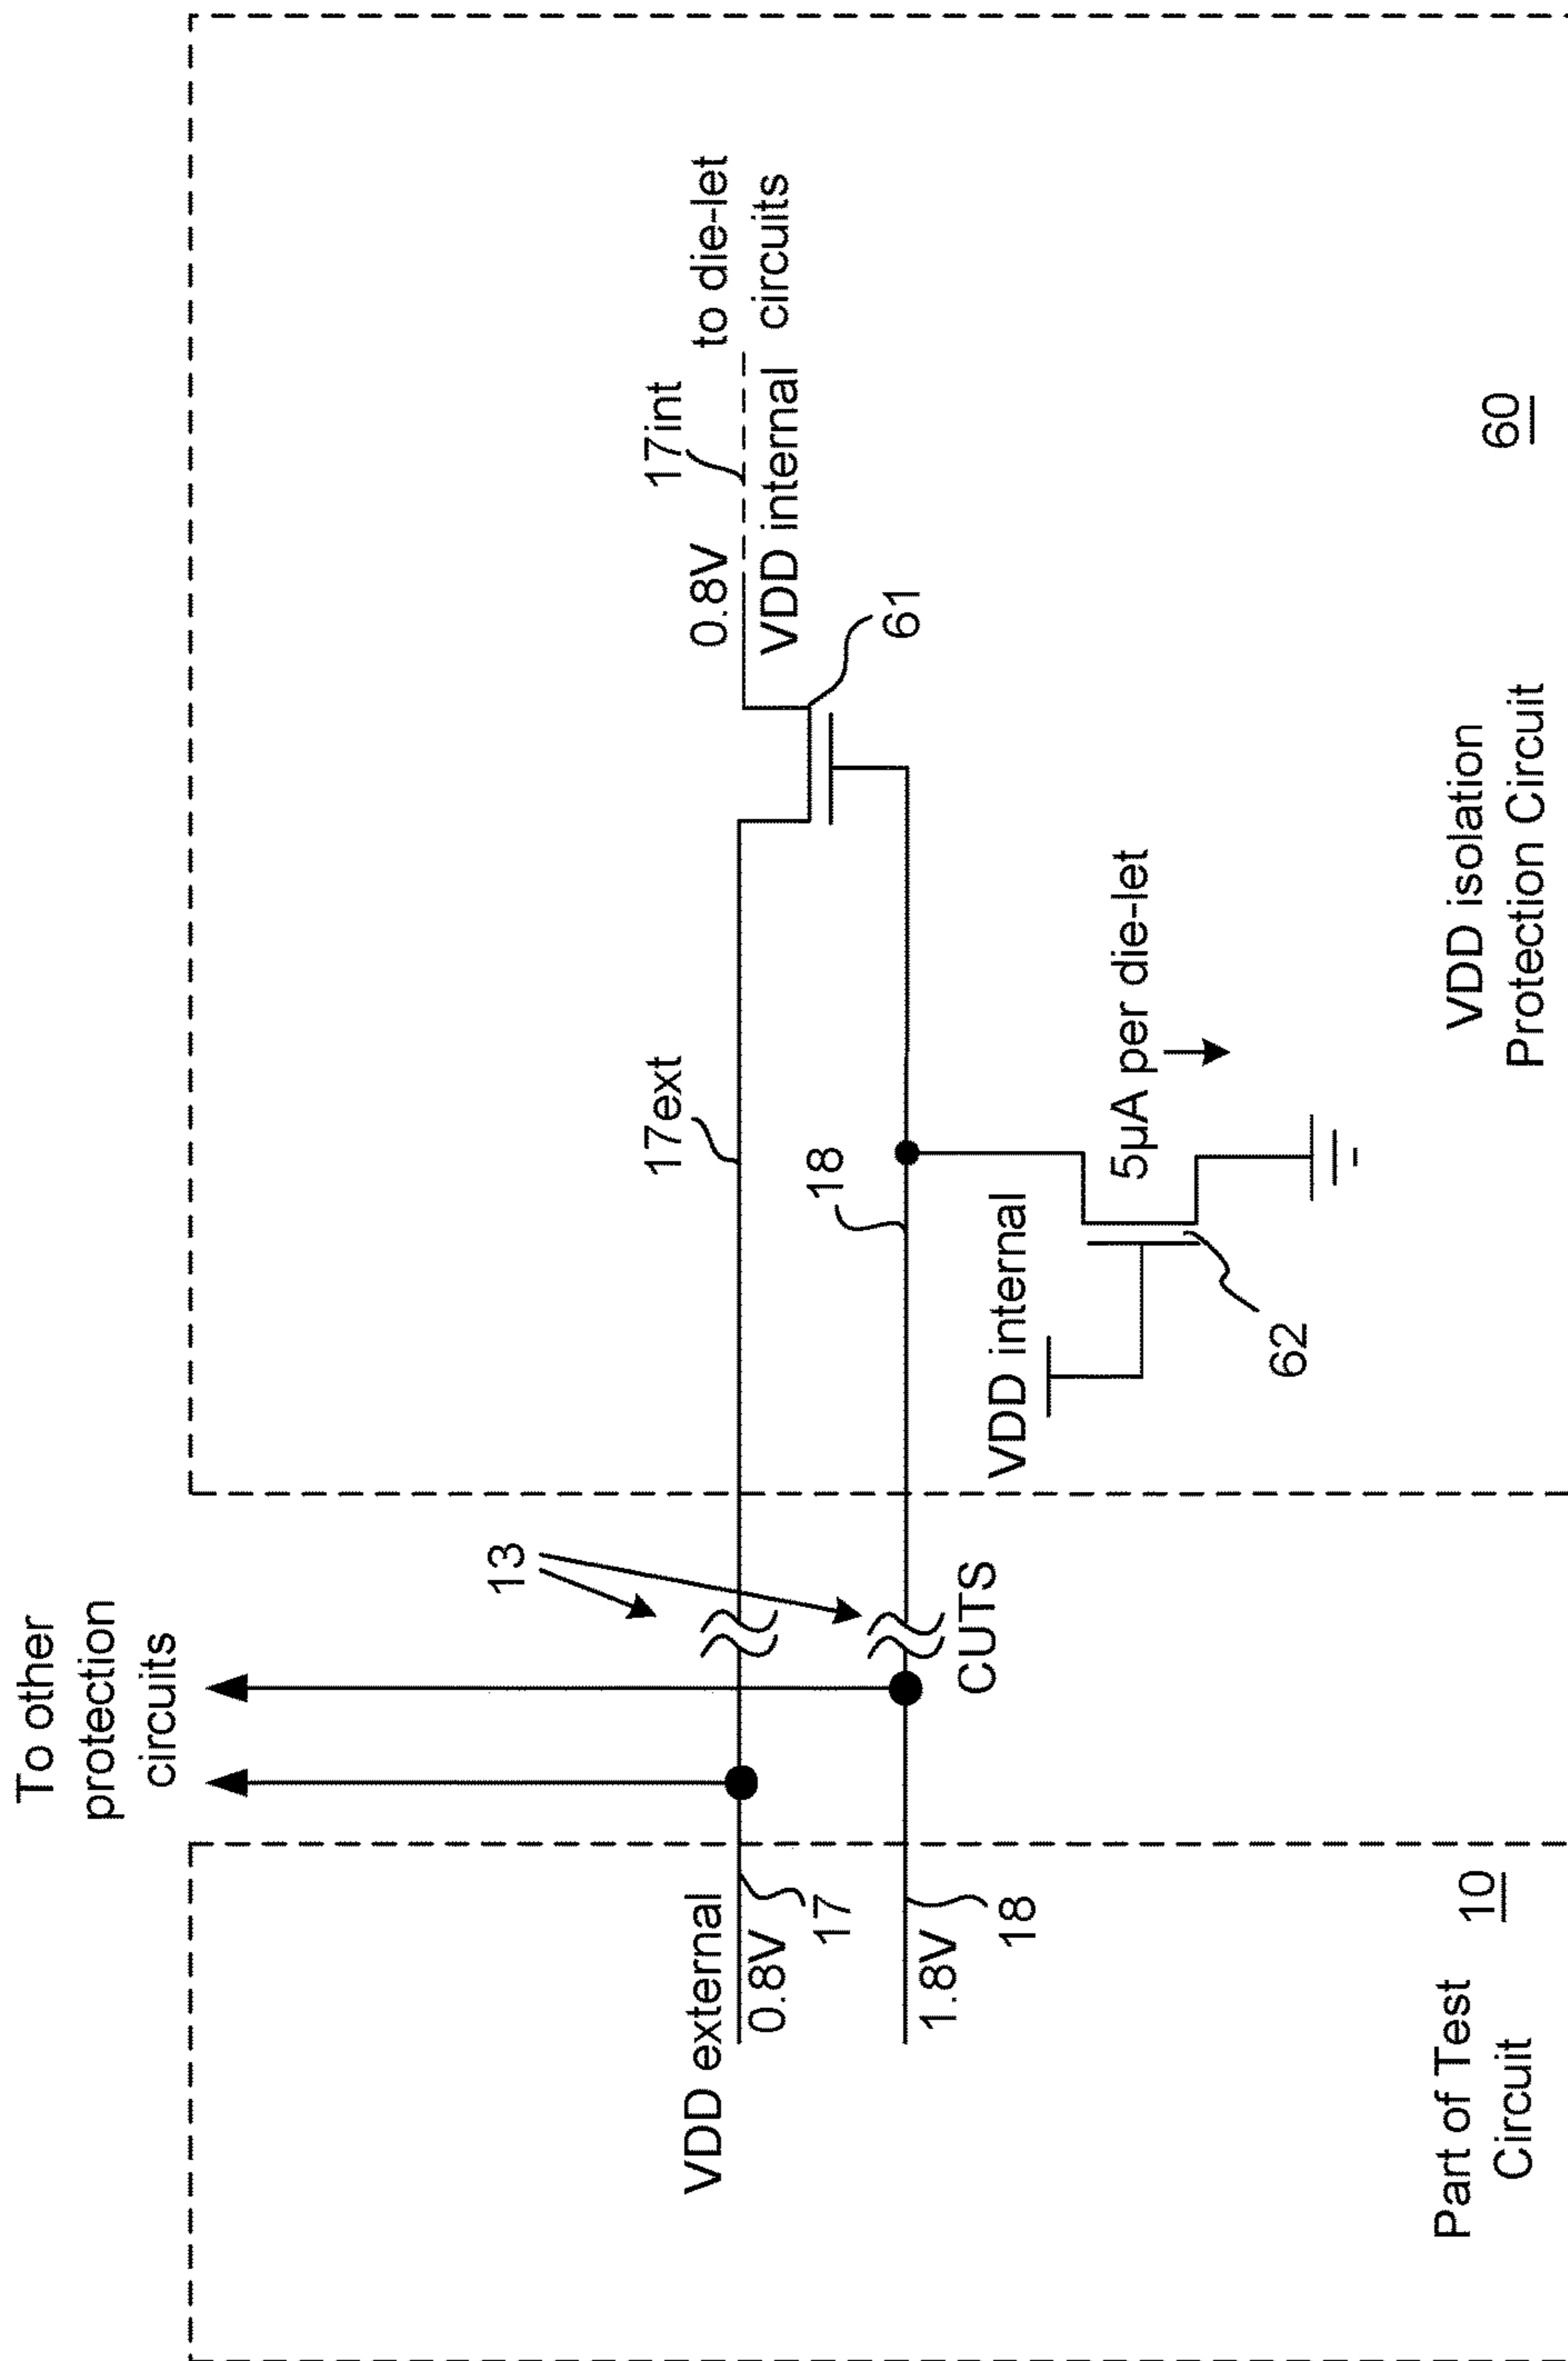 To other
protection
circuits
VDD external
0.8V
17
1.8V
18
Part of Test
Circuit
10
13
CUTS
17ext
18
VDD internal
62
5µA per die-let
61
0.8V
17int
VDD internal
to die-let
circuits
VDD isolation
Protection Circuit
60